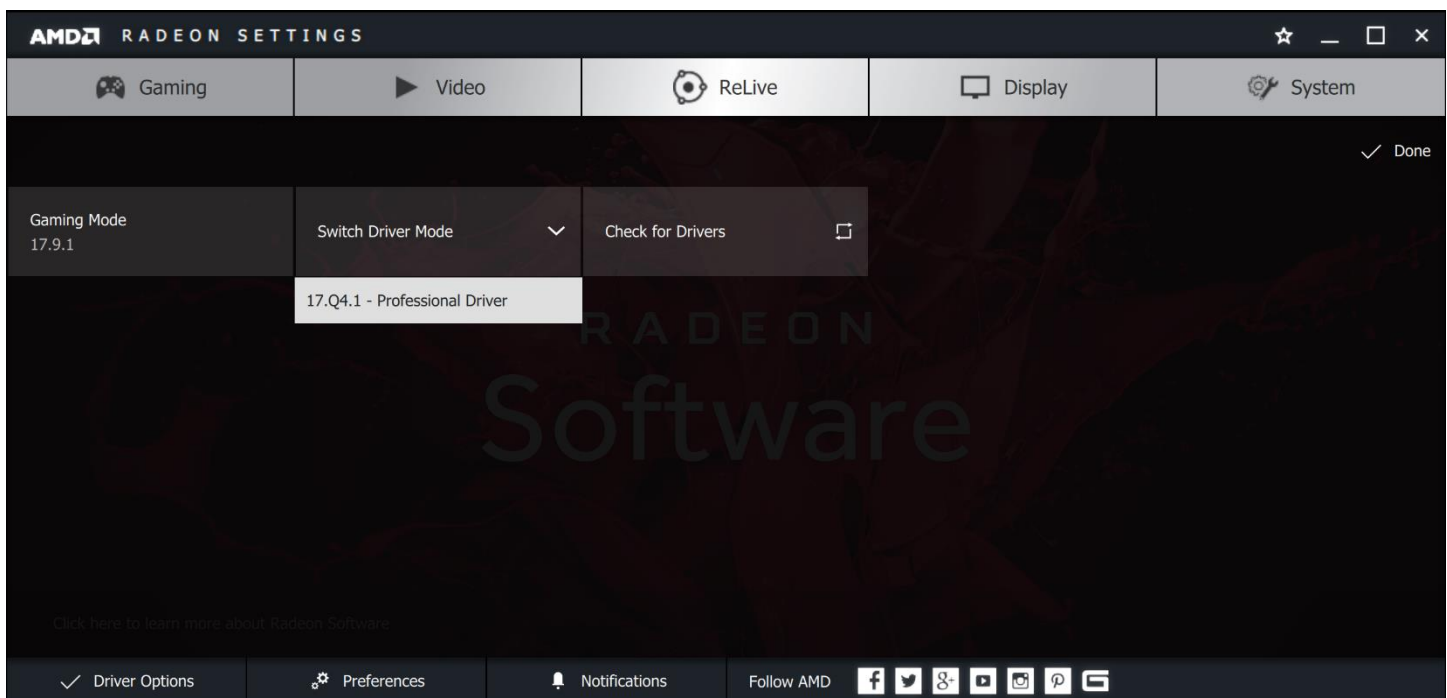 AMD RADEON SETTINGS
Gaming
Video
ReLive
Display
System
Done
Gaming Mode
17.9.1
Switch Driver Mode
Check for Drivers
17.Q4.1 - Professional Driver
RADEON
Software
Click here to learn more about Radeon Software
Driver Options
Preferences
Notifications
Follow AMD